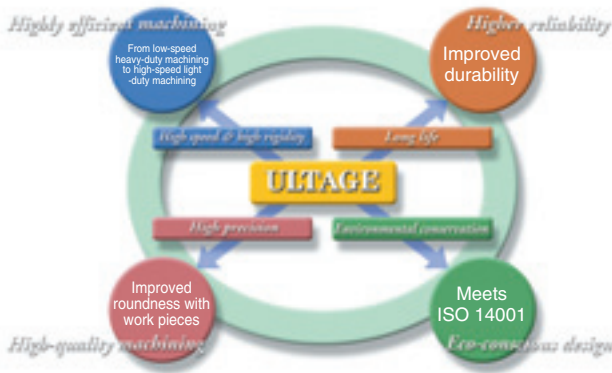 Highly efficient machining
Higher reliability
From low-speed
heavy-duty machining
to high-speed light
-duty machining
Improved
durability
High speed & high rigidity
Long life
ULTAGE
High precision
Environmental conservation
Improved
roundness with
work pieces
Meets
ISO 14001
High-quality machining
Eco-conscious design